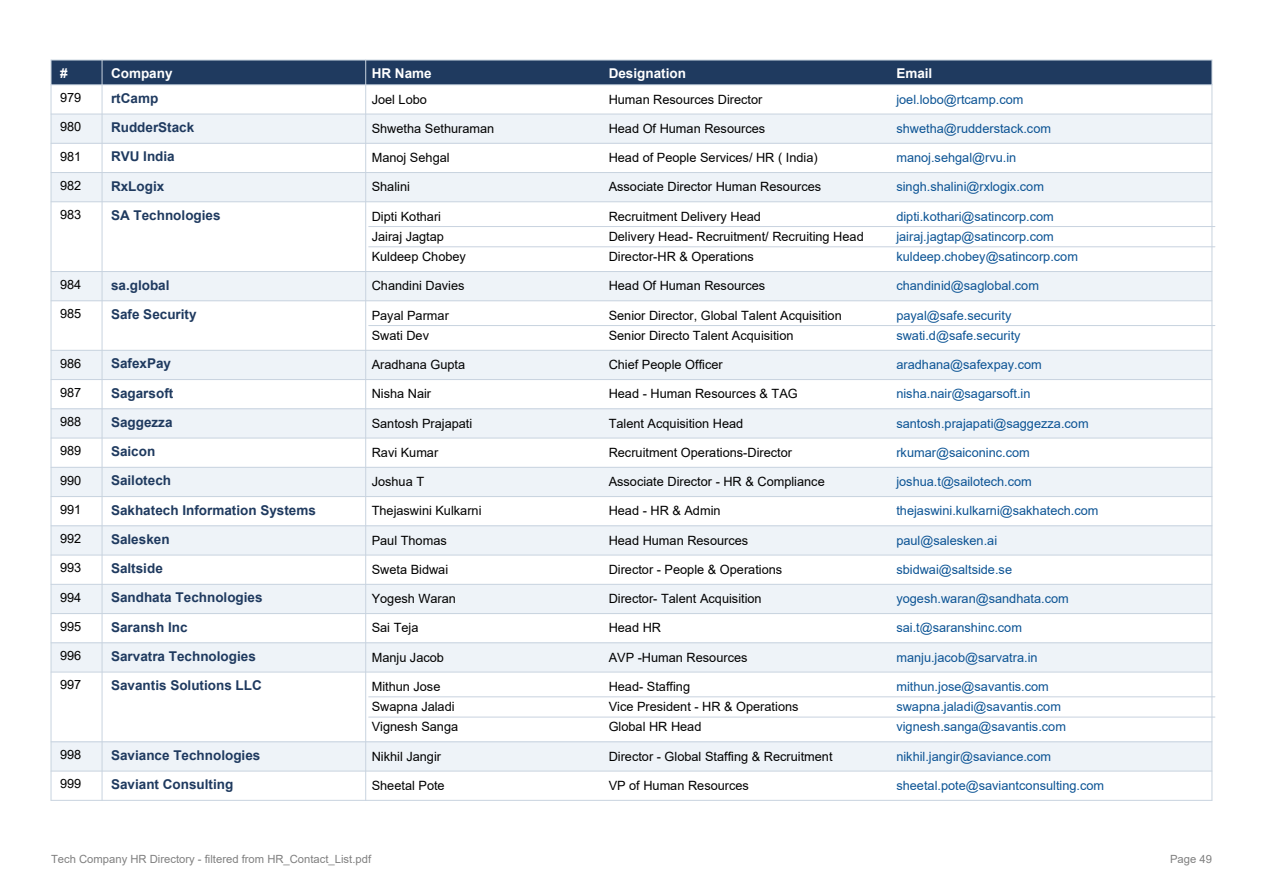 # Company HR Name Designation Email
979 rtCamp Joel Lobo Human Resources Director joel.lobo@rtcamp.com
980 RudderStack Shwetha Sethuraman Head Of Human Resources shwetha@rudderstack.com
981 RVU India Manoj Sehgal Head of People Services/ HR ( India) manoj.sehgal@rvu.in
982 RxLogix Shalini Associate Director Human Resources singh.shalini@rxlogix.com
983 SA Technologies Dipti Kothari Recruitment Delivery Head dipti.kothari@satincorp.com
Jairaj Jagtap Delivery Head- Recruitment/ Recruiting Head jairaj.jagtap@satincorp.com
Kuldeep Chobey Director-HR & Operations kuldeep.chobey@satincorp.com
984 sa.global Chandini Davies Head Of Human Resources chandinid@saglobal.com
985 Safe Security Payal Parmar Senior Director, Global Talent Acquisition payal@safe.security
Swati Dev Senior Directo Talent Acquisition swati.d@safe.security
986 SafexPay Aradhana Gupta Chief People Officer aradhana@safexpay.com
987 Sagarsoft Nisha Nair Head - Human Resources & TAG nisha.nair@sagarsoft.in
988 Saggezza Santosh Prajapati Talent Acquisition Head santosh.prajapati@saggezza.com
989 Saicon Ravi Kumar Recruitment Operations-Director rkumar@saiconinc.com
990 Sailotech Joshua T Associate Director - HR & Compliance joshua.t@sailotech.com
991 Sakhatech Information Systems Thejaswini Kulkarni Head - HR & Admin thejaswini.kulkarni@sakhatech.com
992 Salesken Paul Thomas Head Human Resources paul@salesken.ai
993 Saltside Sweta Bidwai Director - People & Operations sbidwai@saltside.se
994 Sandhata Technologies Yogesh Waran Director- Talent Acquisition yogesh.waran@sandhata.com
995 Saransh Inc Sai Teja Head HR sai.t@saranshinc.com
996 Sarvatra Technologies Manju Jacob AVP -Human Resources manju.jacob@sarvatra.in
997 Savantis Solutions LLC Mithun Jose Head- Staffing mithun.jose@savantis.com
Swapna Jaladi Vice President - HR & Operations swapna.jaladi@savantis.com
Vignesh Sanga Global HR Head vignesh.sanga@savantis.com
998 Saviance Technologies Nikhil Jangir Director - Global Staffing & Recruitment nikhil.jangir@saviance.com
999 Saviant Consulting Sheetal Pote VP of Human Resources sheetal.pote@saviantconsulting.com
Tech Company HR Directory - filtered from HR_Contact_List.pdf Page 49